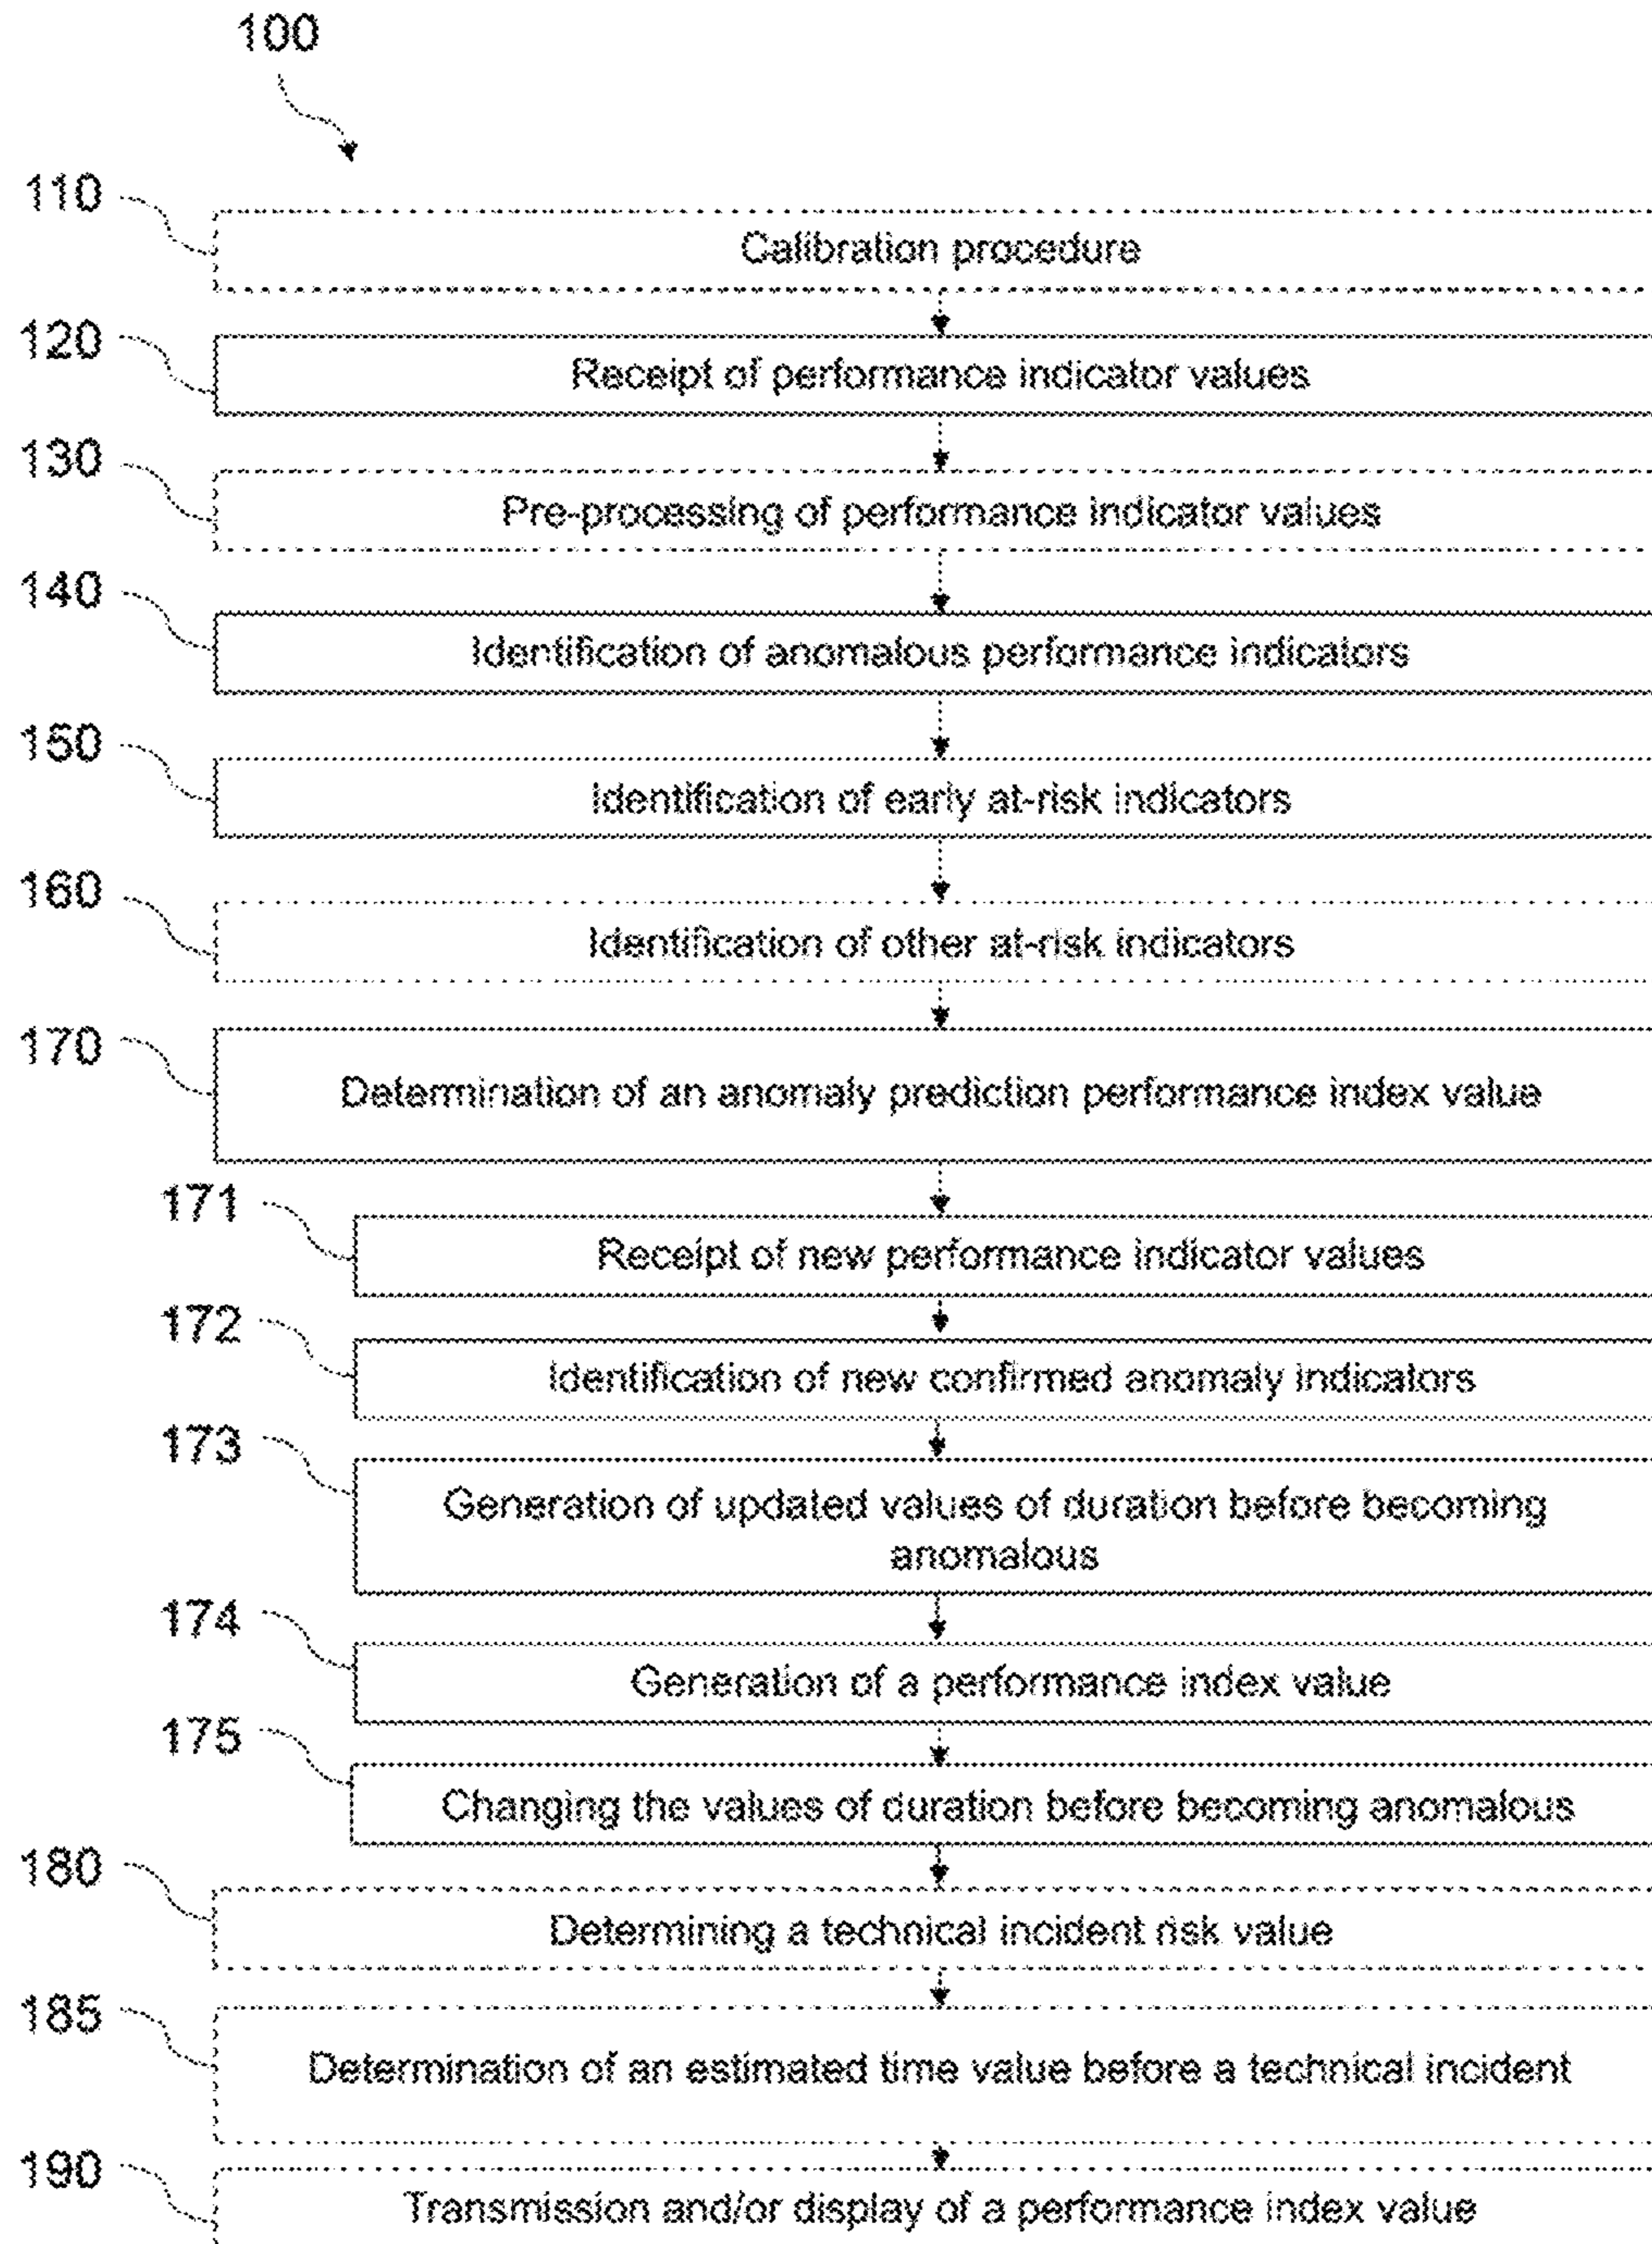 100
110
Calibration procedure
120
Receipt of performance indicator values
130
Pre-processing of performance indicator values
140
Identification of anomalous performance indicators
150
Identification of early at-risk indicators
160
Identification of other at-risk indicators
170
Determination of an anomaly prediction performance index value
171
Receipt of new performance indicator values
172
Identification of new confirmed anomaly indicators
173
Generation of updated values of duration before becoming
anomalous
174
Generation of a performance index value
175
Changing the values of duration before becoming anomalous
180
Determining a technical incident risk value
185
Determination of an estimated time value before a technical incident
190
Transmission and/or display of a performance index value